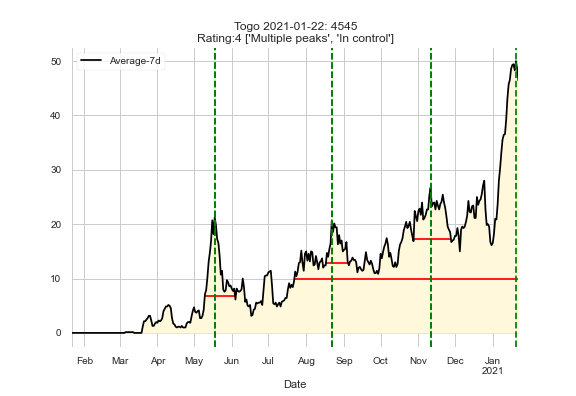 Togo 2021-01-22: 4545
Rating:4 ['Multiple peaks', 'In control']
Average-7d
50
40
30
20
10
0
Feb Mar Apr May Jun Jul Aug Sep Oct Nov Dec Jan
2021
Date